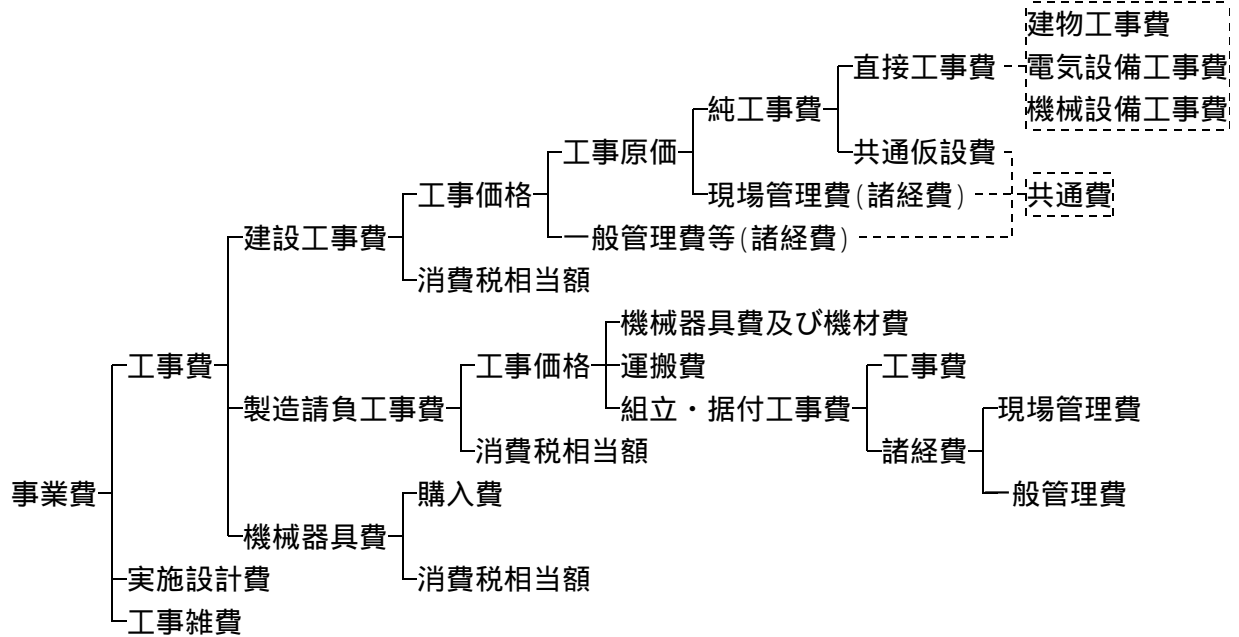 建物工事費
直接工事費 電気設備工事費
純工事費 機械設備工事費
工事原価 共通仮設費
工事価格 現場管理費(諸経費) 共通費
建設工事費 一般管理費等(諸経費)
消費税相当額
機械器具費及び機材費
工事費 工事価格 運搬費 工事費
製造請負工事費 組立・据付工事費 現場管理費
消費税相当額 諸経費
事業費 購入費 一般管理費
機械器具費
実施設計費 消費税相当額
工事雑費